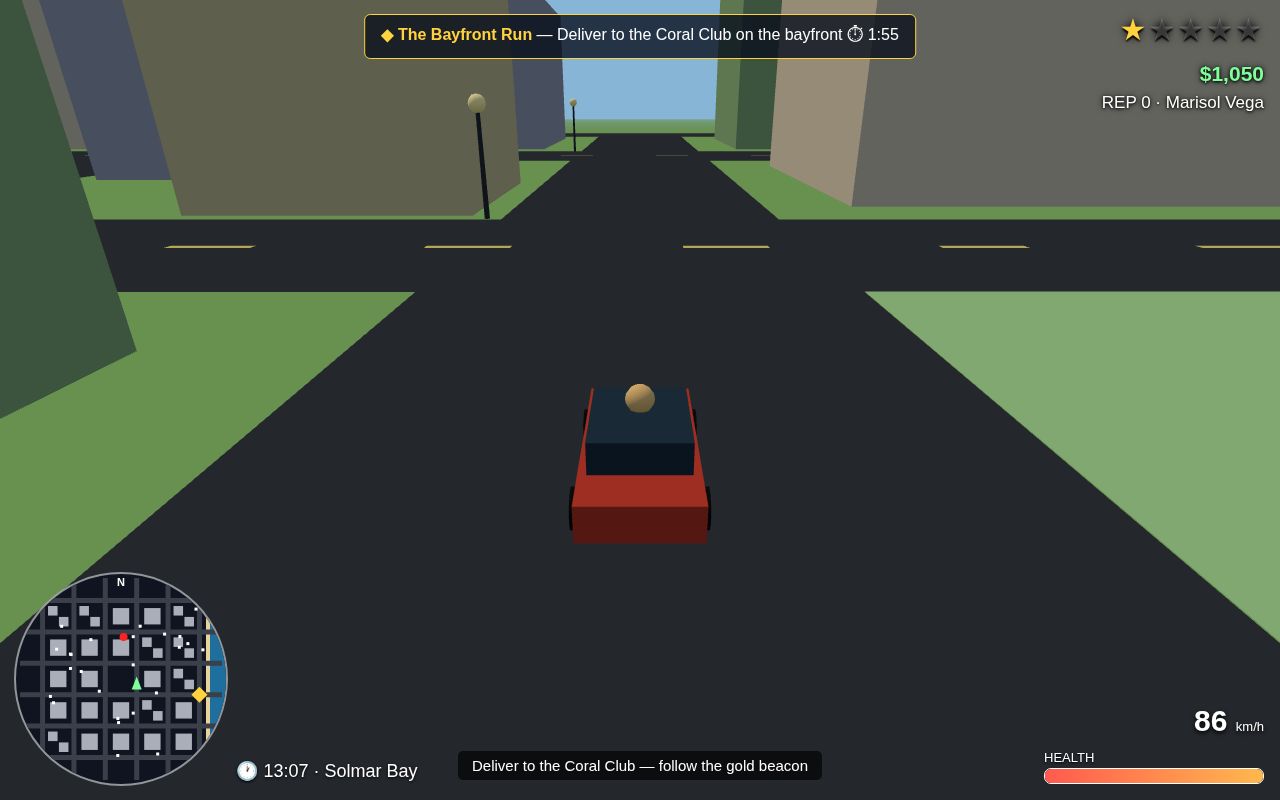 ◆ The Bayfront Run — Deliver to the Coral Club on the bayfront ⏱ 1:55
$1,050
REP 0 · Marisol Vega
N
86 km/h
HEALTH
🕐 13:07 · Solmar Bay
Deliver to the Coral Club — follow the gold beacon